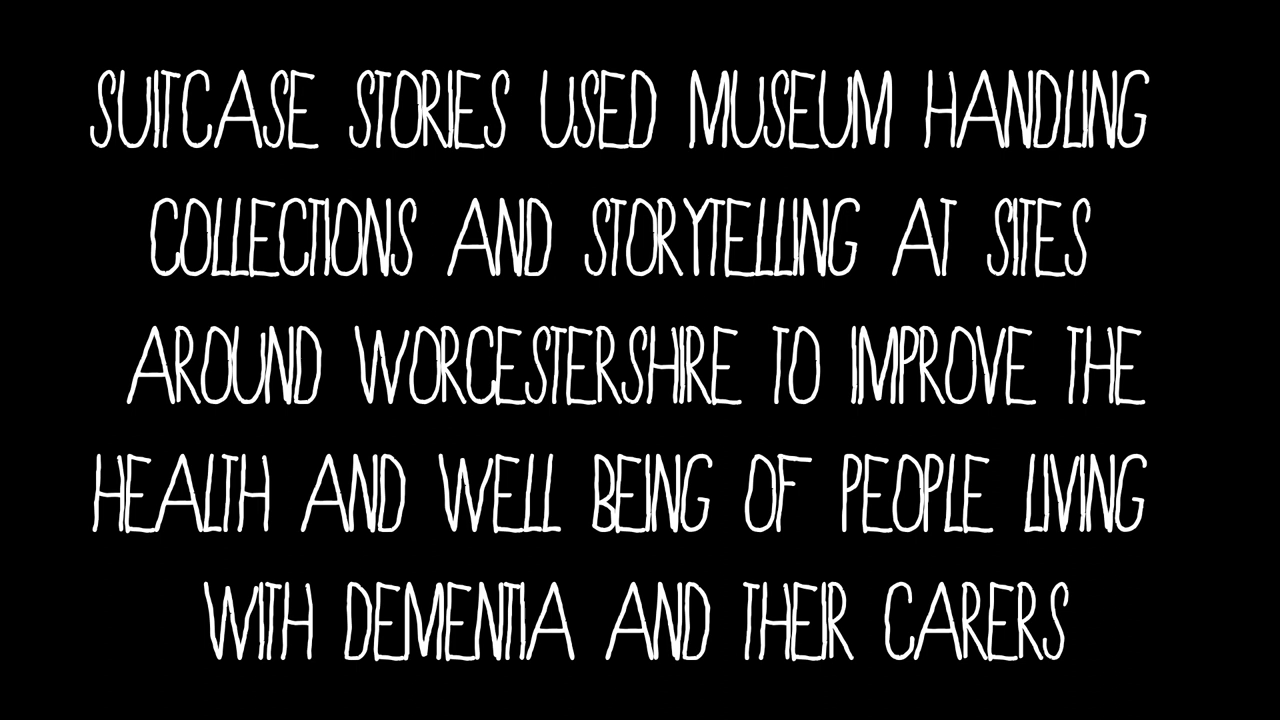 SUITCASE STORIES USED MUSEUM HANDLING
COLLECTIONS AND STORYTELLING AT SITES
AROUND WORCESTERSHIRE TO IMPROVE THE
HEALTH AND WELL BEING OF PEOPLE LIVING
WITH DEMENTIA AND THEIR CARERS